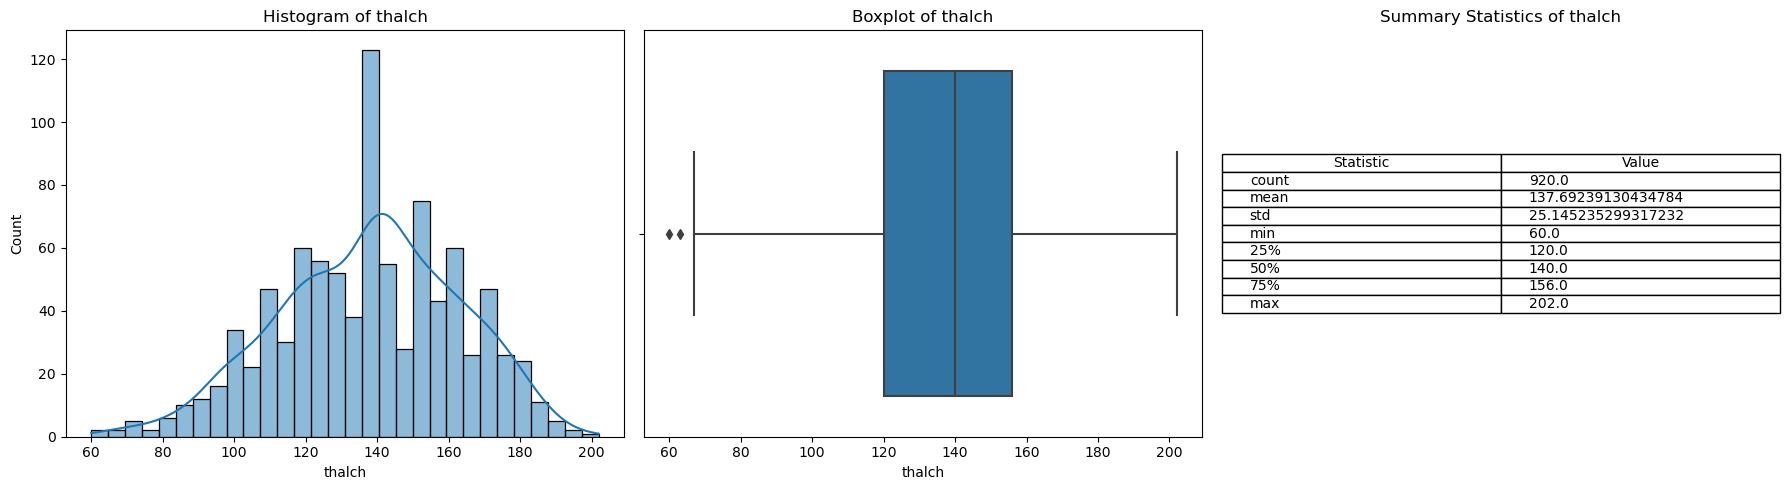 Histogram of thalch
120
100
80
60
40
20
0
Count
60 80 100 120 140 160 180 200
thalch
Boxplot of thalch
60 80 100 120 140 160 180 200
thalch
Summary Statistics of thalch
Statistic Value
count 920.0
mean 137.69239130434784
std 25.145235299317232
min 60.0
25% 120.0
50% 140.0
75% 156.0
max 202.0